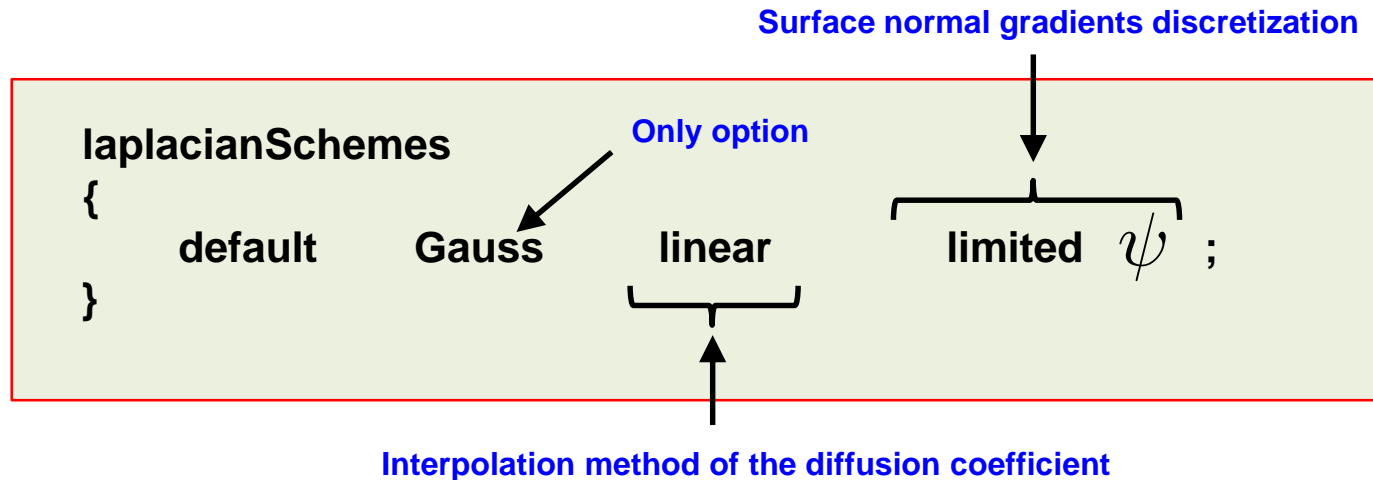 Surface normal gradients discretization
laplacianSchemes
Only option
{
default Gauss linear limited ψ ;
}
Interpolation method of the diffusion coefficient